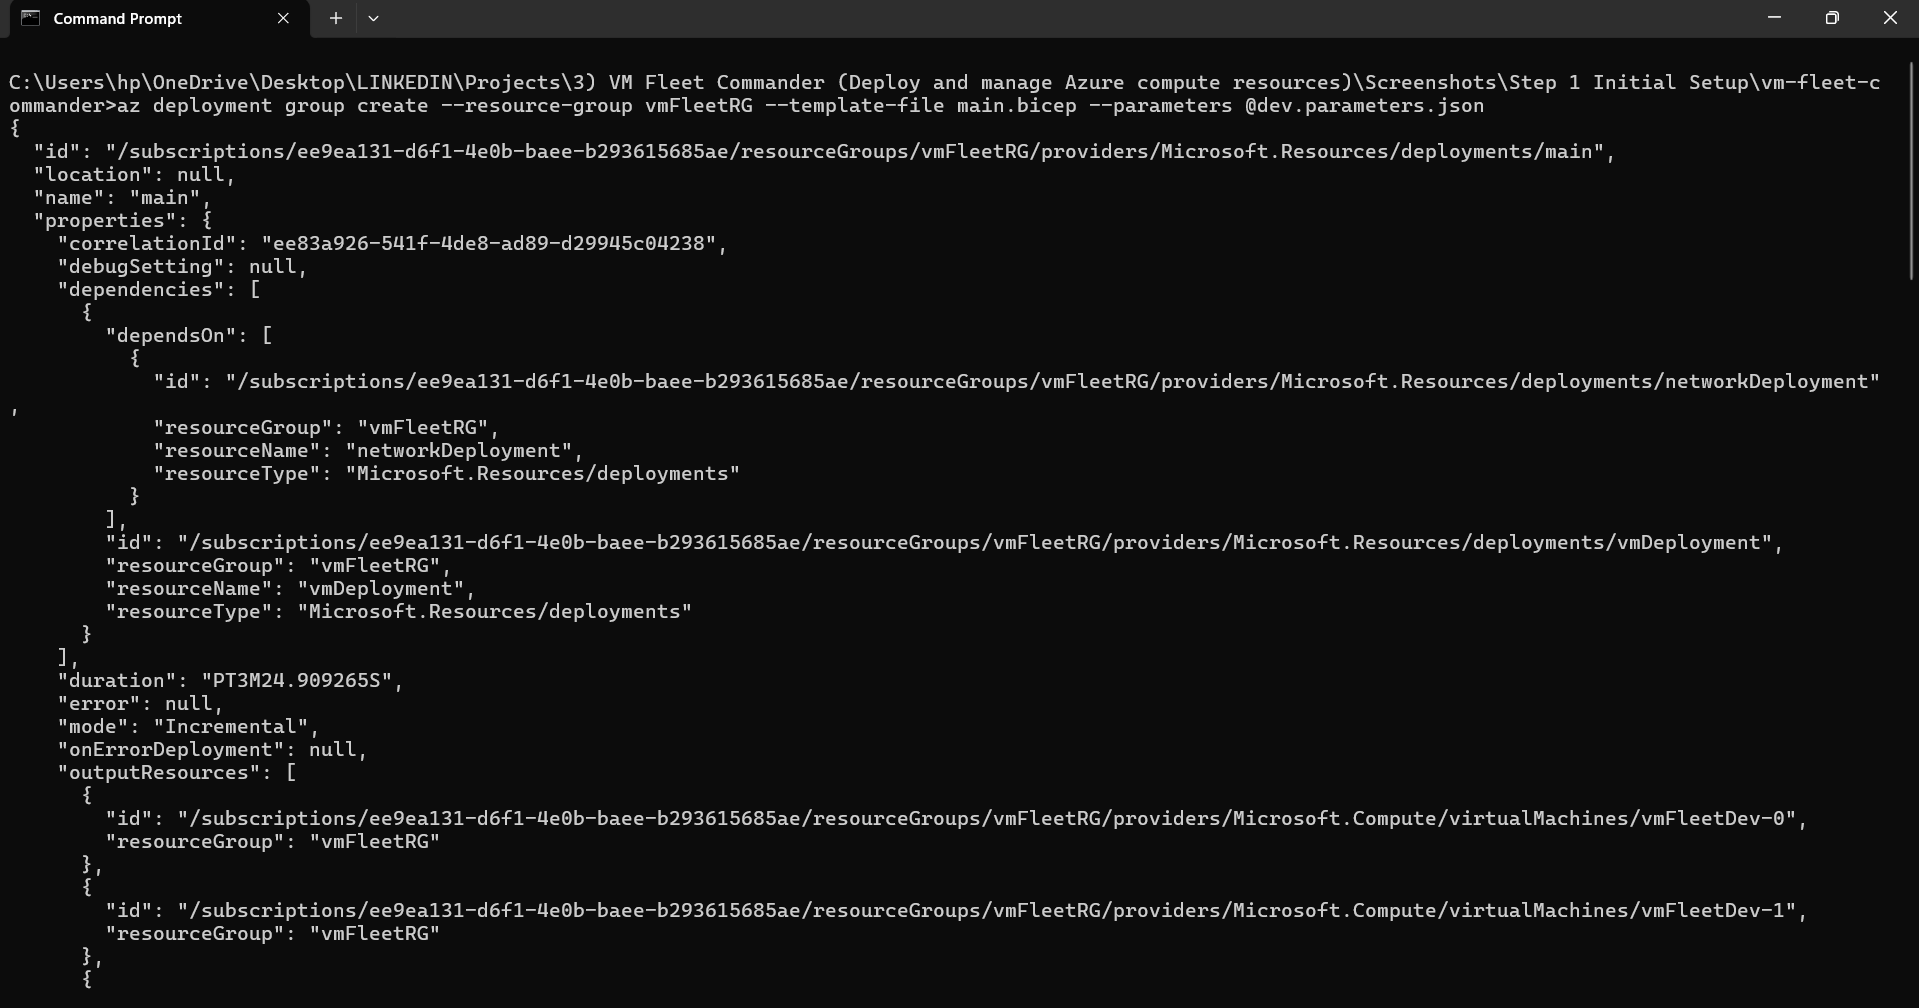 Command Prompt
C:\Users\hp\OneDrive\Desktop\LINKEDIN\Projects\3) VM Fleet Commander (Deploy and manage Azure compute resources)\Screenshots\Step 1 Initial Setup\vm-fleet-c
ommander>az deployment group create --resource-group vmFleetRG --template-file main.bicep --parameters @dev.parameters.json
{
  "id": "/subscriptions/ee9ea131-d6f1-4e0b-baee-b293615685ae/resourceGroups/vmFleetRG/providers/Microsoft.Resources/deployments/main",
  "location": null,
  "name": "main",
  "properties": {
    "correlationId": "ee83a926-541f-4de8-ad89-d29945c04238",
    "debugSetting": null,
    "dependencies": [
      {
        "dependsOn": [
          {
            "id": "/subscriptions/ee9ea131-d6f1-4e0b-baee-b293615685ae/resourceGroups/vmFleetRG/providers/Microsoft.Resources/deployments/networkDeployment"
,
            "resourceGroup": "vmFleetRG",
            "resourceName": "networkDeployment",
            "resourceType": "Microsoft.Resources/deployments"
          }
        ],
        "id": "/subscriptions/ee9ea131-d6f1-4e0b-baee-b293615685ae/resourceGroups/vmFleetRG/providers/Microsoft.Resources/deployments/vmDeployment",
        "resourceGroup": "vmFleetRG",
        "resourceName": "vmDeployment",
        "resourceType": "Microsoft.Resources/deployments"
      }
    ],
    "duration": "PT3M24.909265S",
    "error": null,
    "mode": "Incremental",
    "onErrorDeployment": null,
    "outputResources": [
      {
        "id": "/subscriptions/ee9ea131-d6f1-4e0b-baee-b293615685ae/resourceGroups/vmFleetRG/providers/Microsoft.Compute/virtualMachines/vmFleetDev-0",
        "resourceGroup": "vmFleetRG"
      },
      {
        "id": "/subscriptions/ee9ea131-d6f1-4e0b-baee-b293615685ae/resourceGroups/vmFleetRG/providers/Microsoft.Compute/virtualMachines/vmFleetDev-1",
        "resourceGroup": "vmFleetRG"
      },
      {